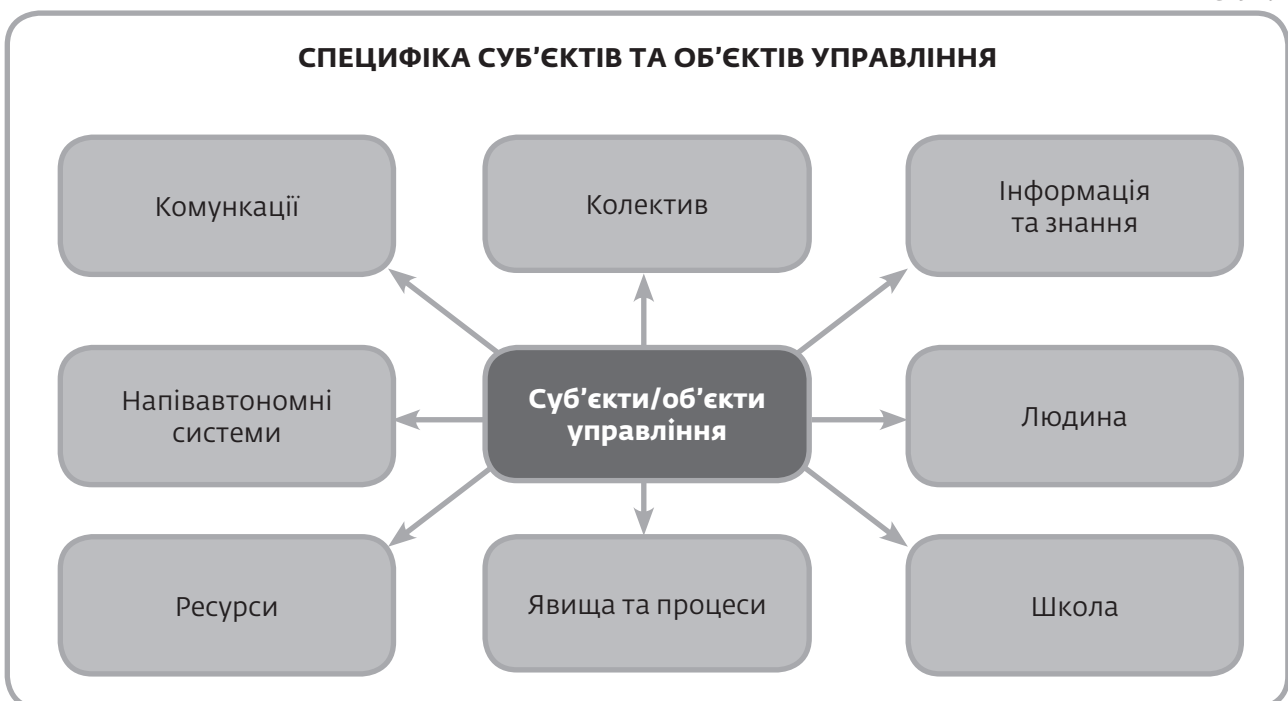 СПЕЦИФІКА СУБ’ЄКТІВ ТА ОБ’ЄКТІВ УПРАВЛІННЯ
Комункації
Колектив
Інформація
та знання
Напівавтономні
системи
Суб’єкти/об’єкти
управління
Людина
Ресурси
Явища та процеси
Школа